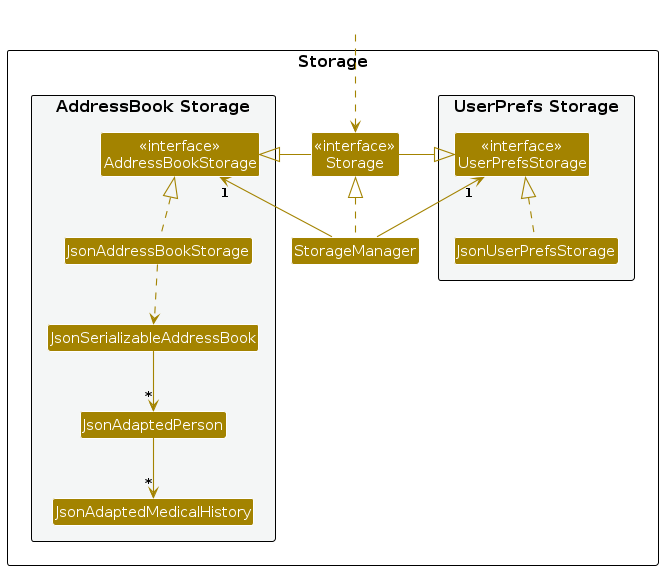 Storage
AddressBook Storage
UserPrefs Storage
«interface»
AddressBookStorage
«interface»
Storage
«interface»
UserPrefsStorage
1
1
JsonAddressBookStorage
StorageManager
JsonUserPrefsStorage
JsonSerializableAddressBook
*
JsonAdaptedPerson
*
JsonAdaptedMedicalHistory